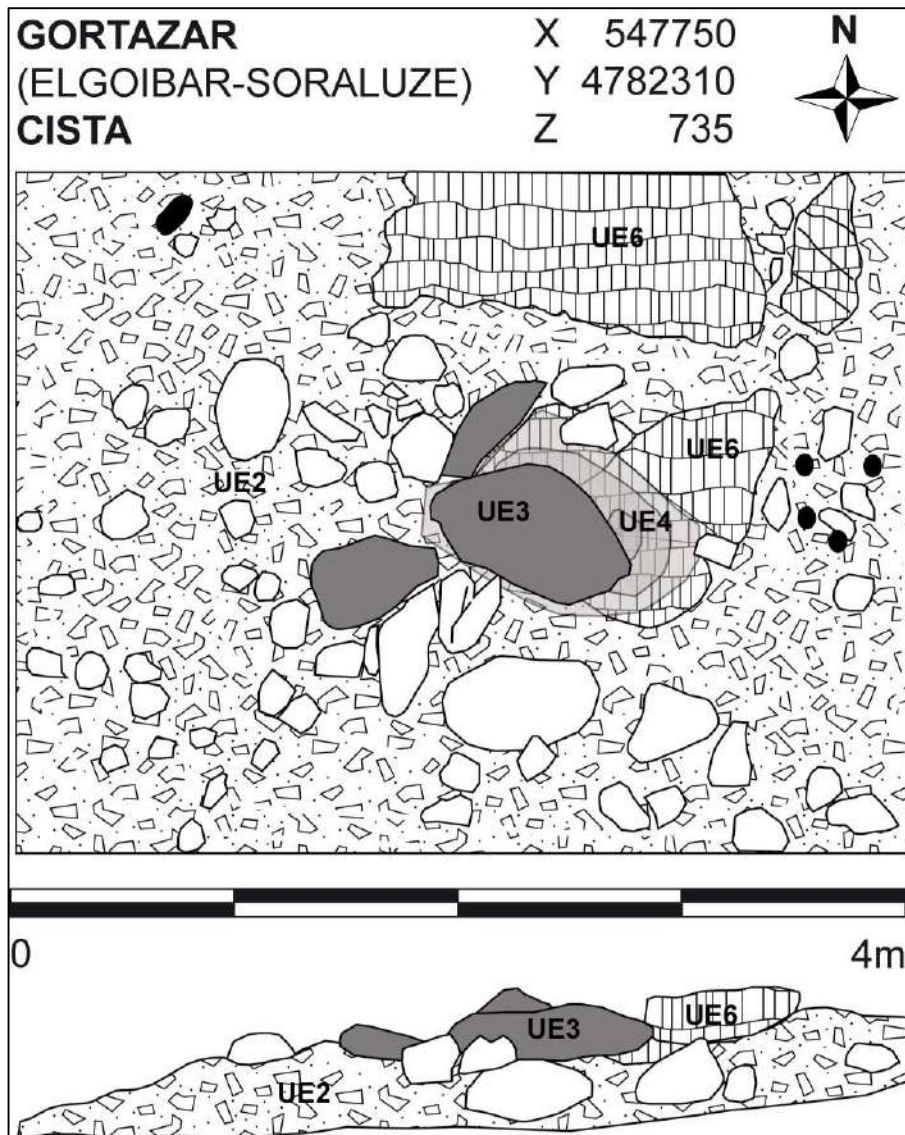 GORTAZAR
(ELGOIBAR-SORALUZE)
CISTA
X 547750
Y 4782310
Z 735
N
UE6
UE6
UE2
UE3
UE4
0
4m
UE3
UE6
UE2